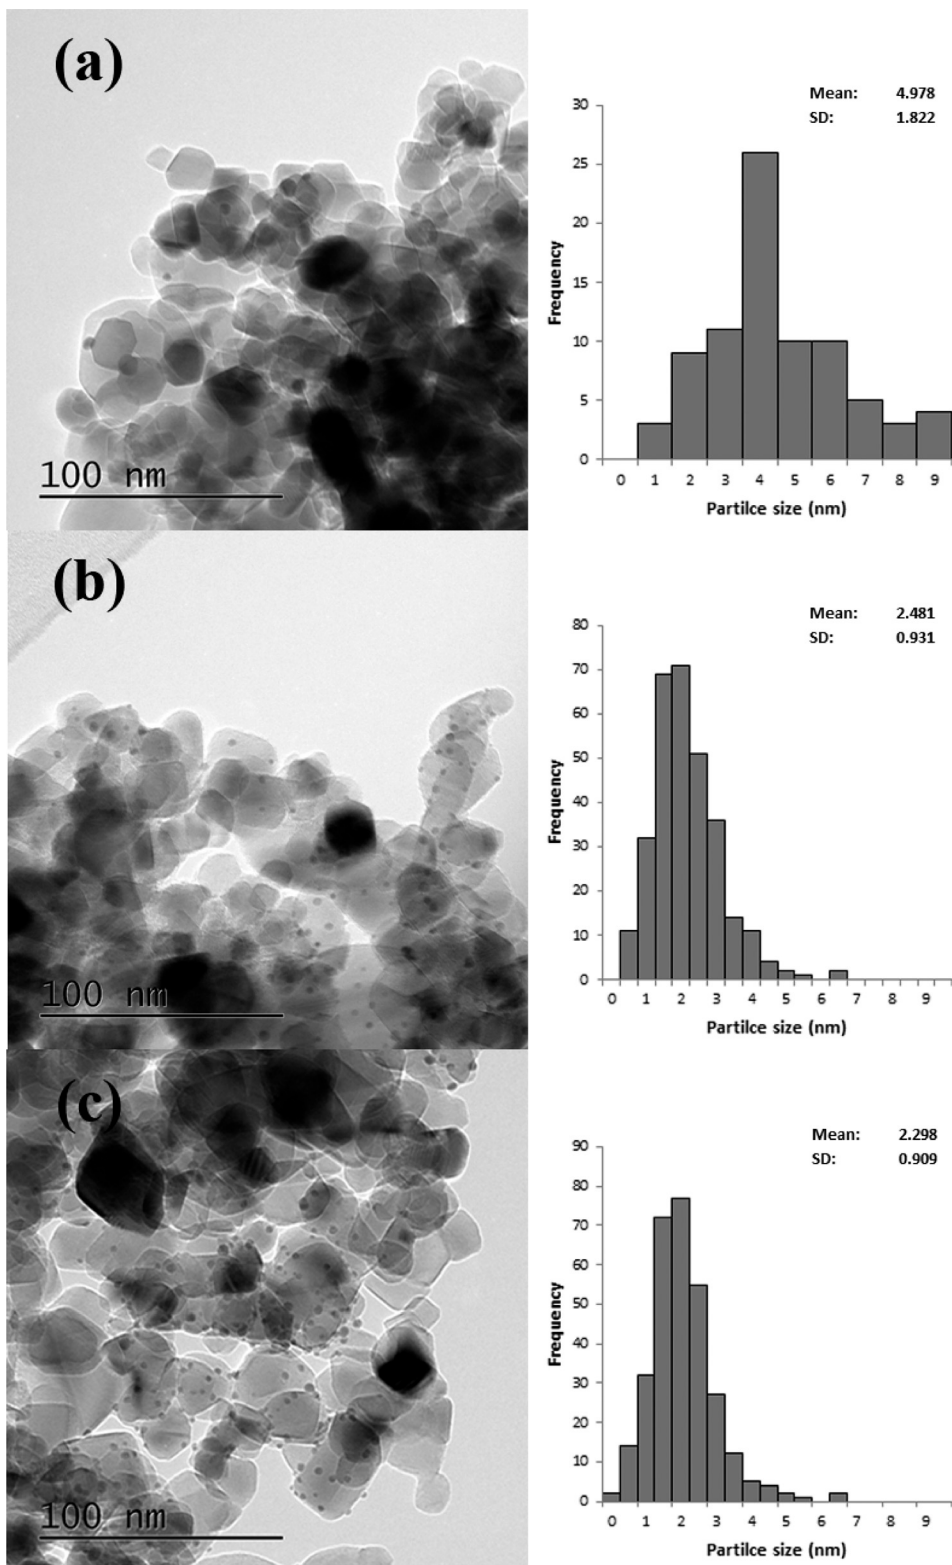 (a)
100 nm
Mean: 4.978
SD: 1.822
30
25
20
15
10
5
0
Frequency
0 1 2 3 4 5 6 7 8 9
Partilce size (nm)
(b)
100 nm
Mean: 2.481
SD: 0.931
80
70
60
50
40
30
20
10
0
Frequency
0 1 2 3 4 5 6 7 8 9
Partilce size (nm)
(c)
100 nm
Mean: 2.298
SD: 0.909
90
80
70
60
50
40
30
20
10
0
Frequency
0 1 2 3 4 5 6 7 8 9
Partilce size (nm)